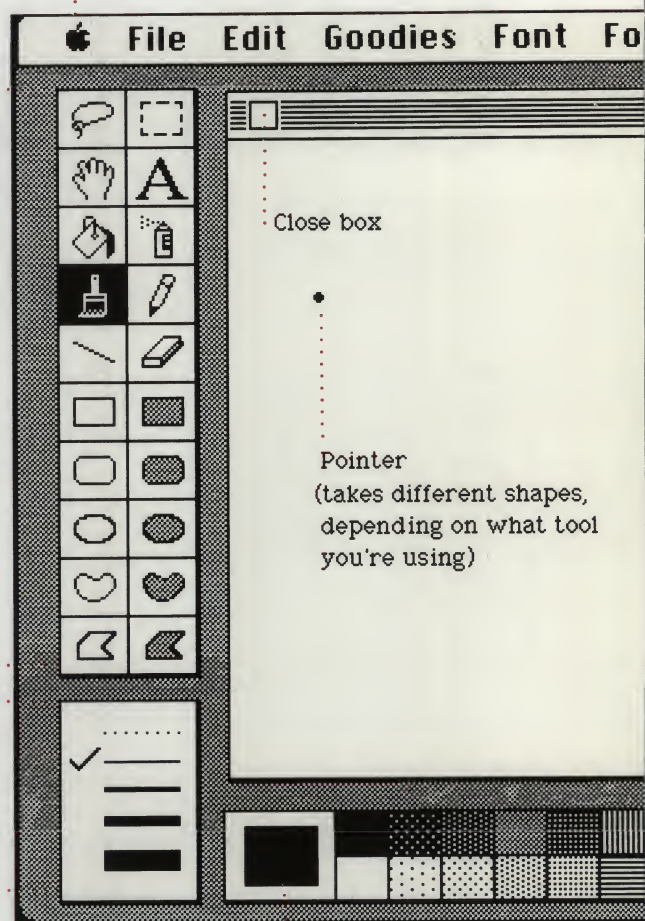 File Edit Goodies Font Fo
A
Close box
Pointer
(takes different shapes,
depending on what tool
you're using)